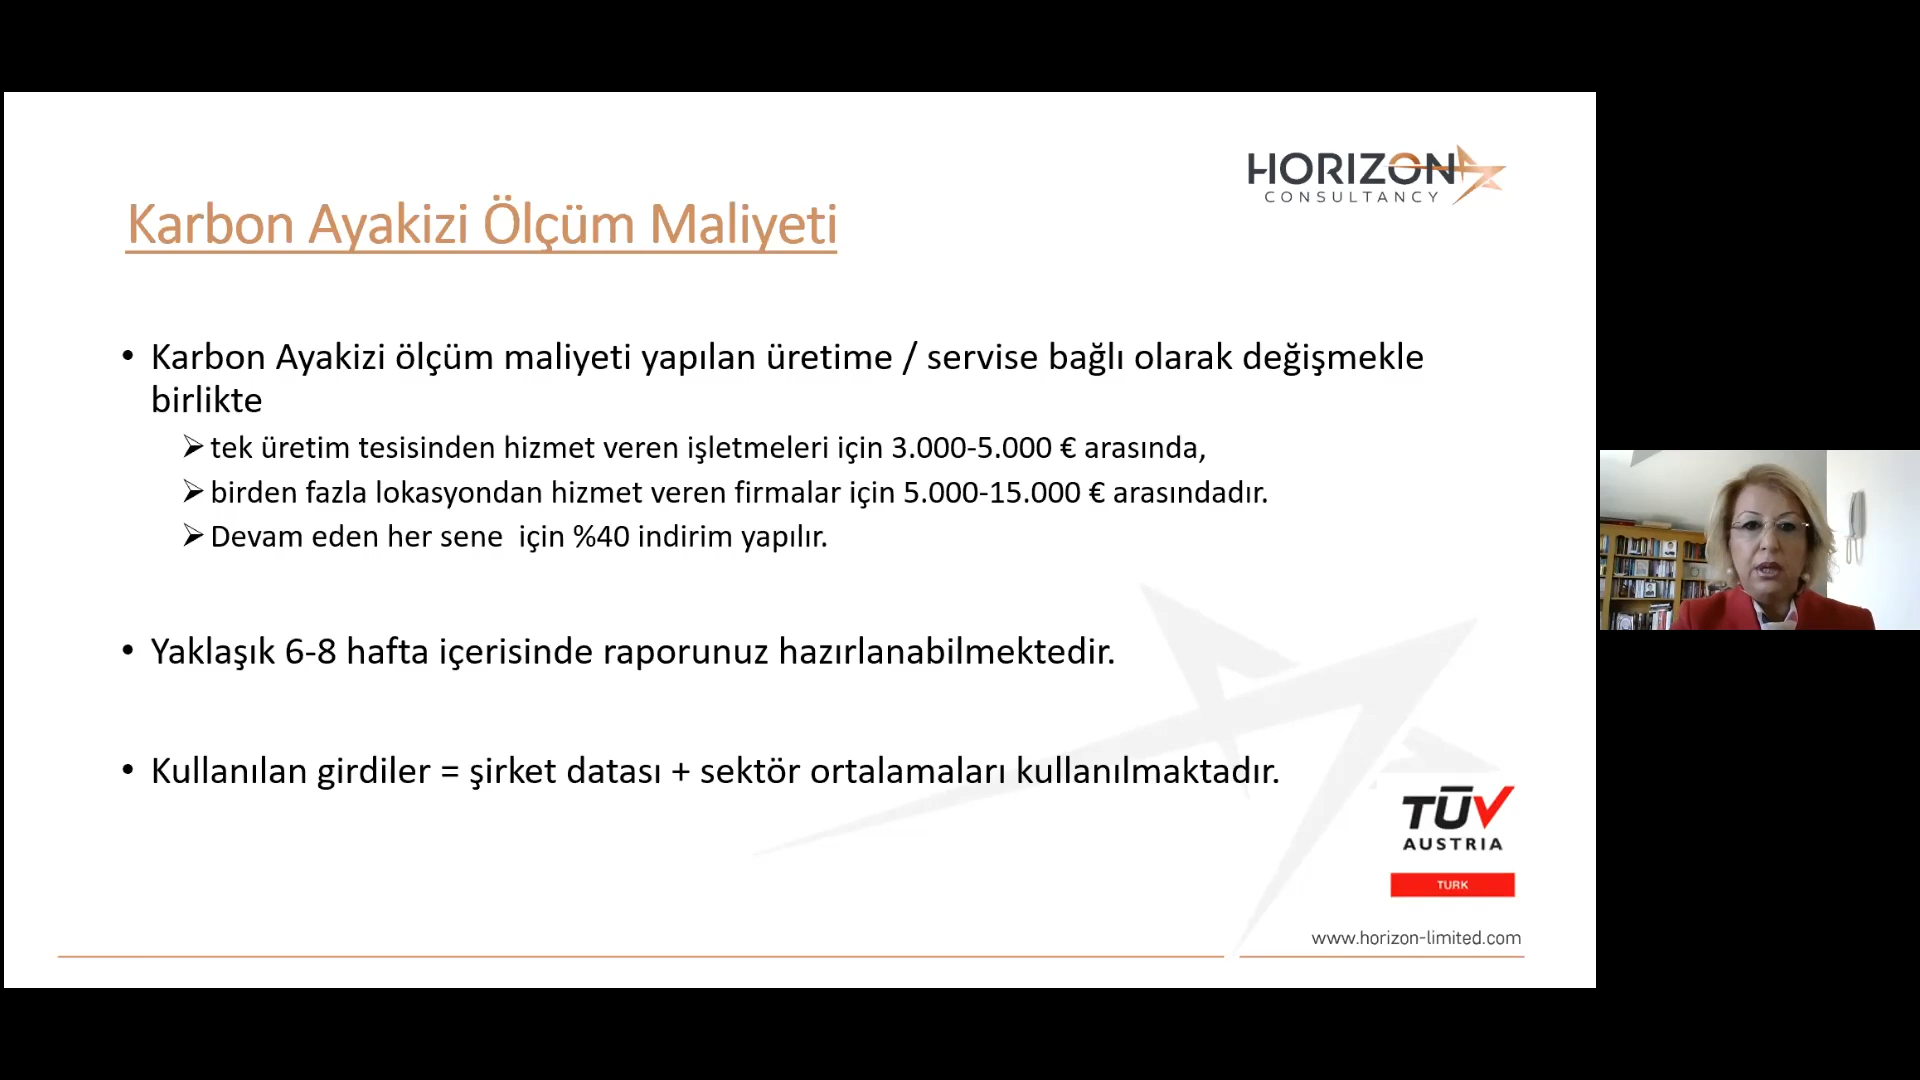 HORIZON
CONSULTANCY
Karbon Ayakizi Ölçüm Maliyeti
• Karbon Ayakizi ölçüm maliyeti yapılan üretime / servise bağlı olarak değişmekle
birlikte
➢ tek üretim tesisinden hizmet veren işletmeleri için 3.000-5.000 € arasında,
➢ birden fazla lokasyondan hizmet veren firmalar için 5.000-15.000 € arasındadır.
➢ Devam eden her sene için %40 indirim yapılır.
• Yaklaşık 6-8 hafta içerisinde raporunuz hazırlanabilmektedir.
• Kullanılan girdiler = şirket datası + sektör ortalamaları kullanılmaktadır.
TÜV
AUSTRIA
TURK
www.horizon-limited.com